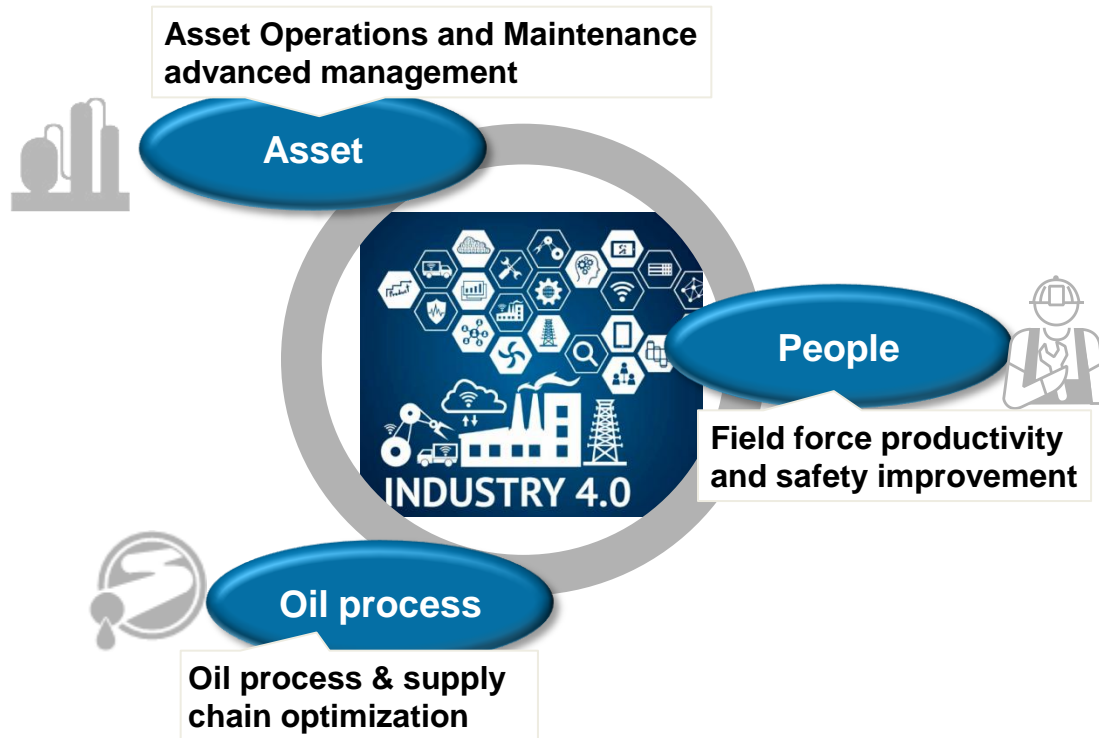 Asset Operations and Maintenance
advanced management
Asset
People
Field force productivity
and safety improvement
INDUSTRY 4.0
Oil process
Oil process & supply
chain optimization